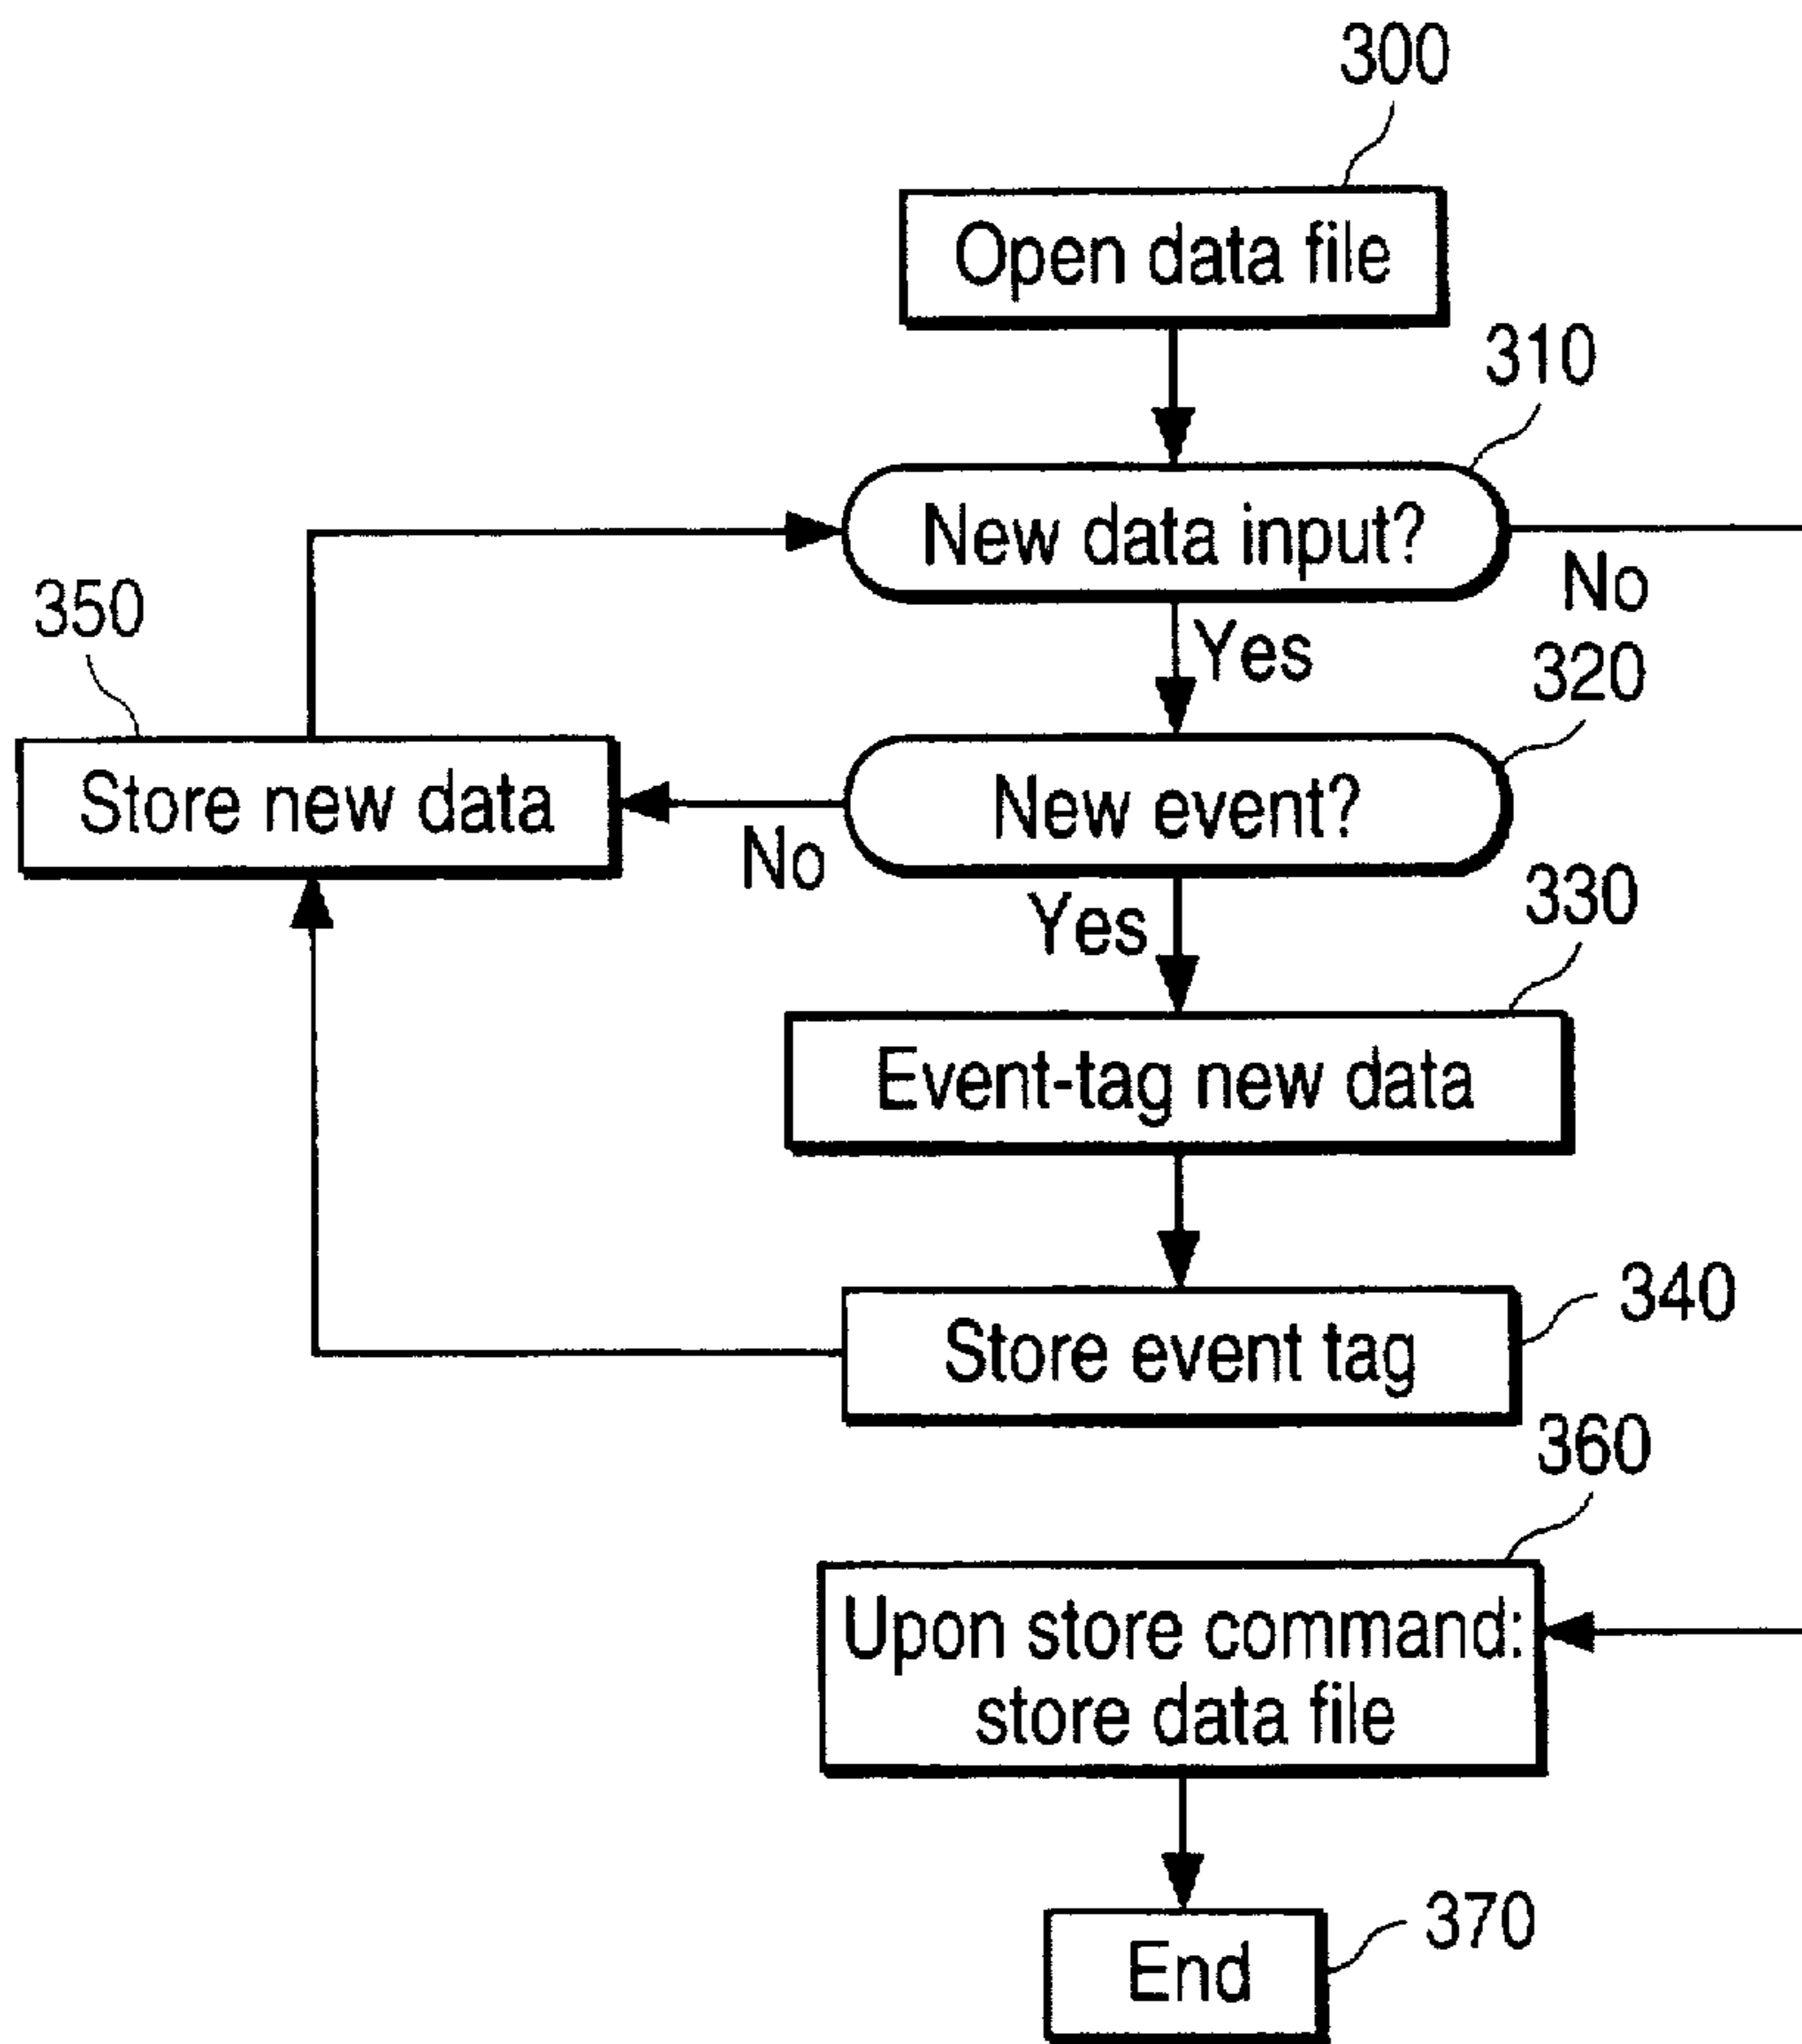 300
Open data file
310
New data input?
No
350
Yes
320
Store new data
New event?
No
330
Yes
Event-tag new data
340
Store event tag
360
Upon store command:
store data file
370
End